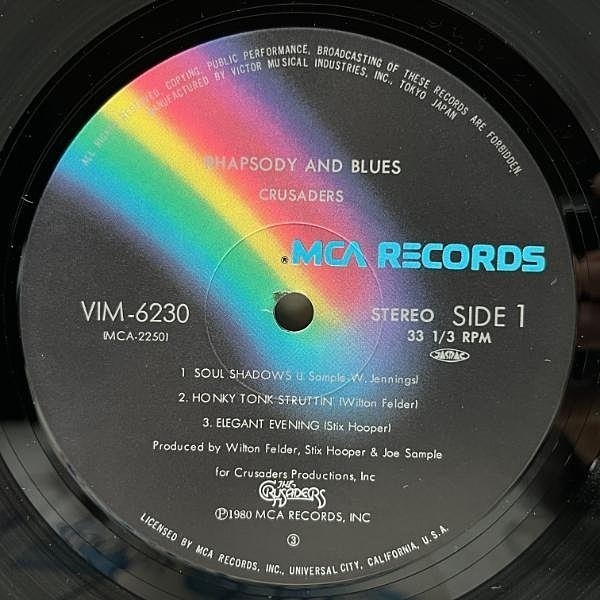 ALL RIGHTS RESERVED. COPYING, PUBLIC PERFORMANCE, BROADCASTING OF THESE RECORDS ARE FORBIDDEN.
MANUFACTURED BY VICTOR MUSICAL INDUSTRIES, INC., TOKYO JAPAN
RHAPSODY AND BLUES
CRUSADERS
® MCA RECORDS
VIM-6230
(MCA-2250)
STEREO SIDE 1
33 1/3 RPM
JASRAC
1 SOUL SHADOWS (J. Sample-W. Jennings)
2. HONKY TONK STRUTTIN' (Wilton Felder)
3. ELEGANT EVENING (Stix Hooper)
Produced by Wilton Felder, Stix Hooper & Joe Sample
for Crusaders Productions, Inc
THE
CRUSADERS
Ⓟ1980 MCA RECORDS, INC
③
LICENSED BY MCA RECORDS, INC., UNIVERSAL CITY, CALIFORNIA, U.S.A.